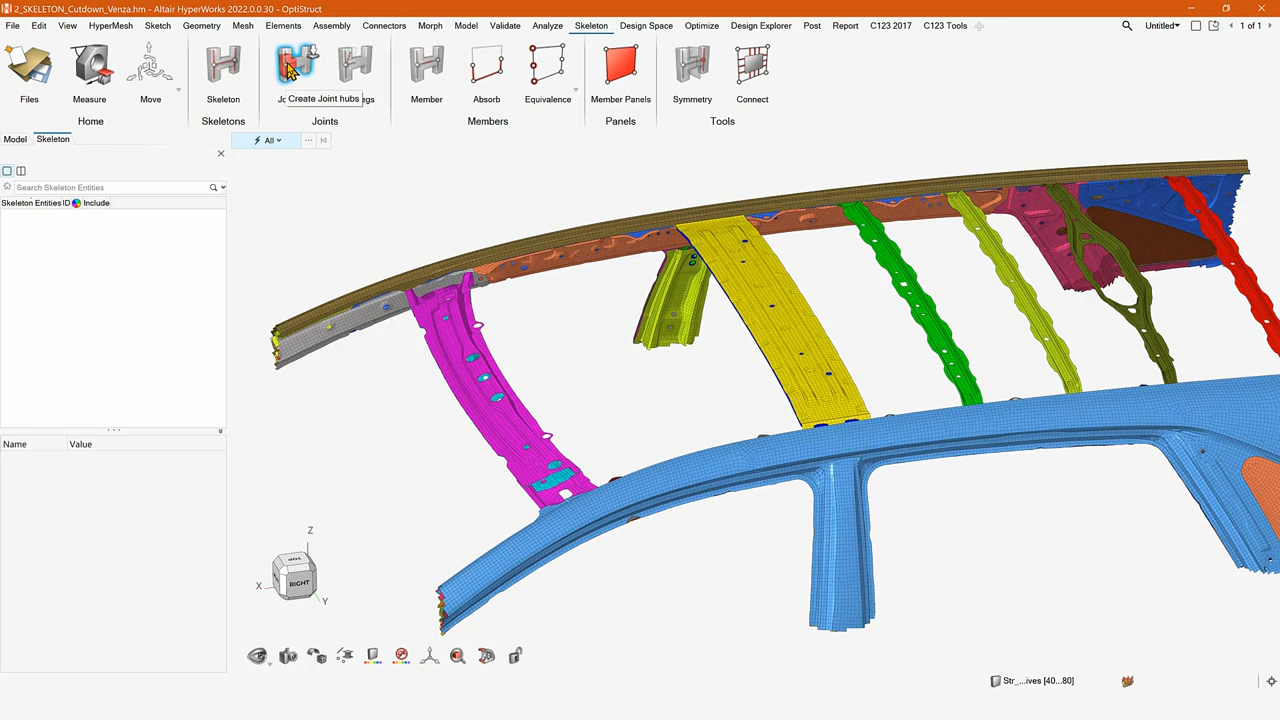 2_SKELETON_Cutdown_Venza.hm - Altair HyperWorks 2022.0.0.30 - OptiStruct
File Edit View HyperMesh Sketch Geometry Mesh Elements Assembly Connectors Morph Model Validate Analyze Skeleton Design Space Optimize Design Explorer Post Report C123 2017 C123 Tools Untitled 1 of 1
Files Measure Move Skeleton Member Absorb Equivalence Member Panels Symmetry Connect
Create Joint hubs
Home Skeletons Joints Members Panels Tools
Model Skeleton
All
Search Skeleton Entities
Skeleton Entities ID Include
Name Value
TOP
RIGHT
Z
X
Y
Str_...ives [40...80]